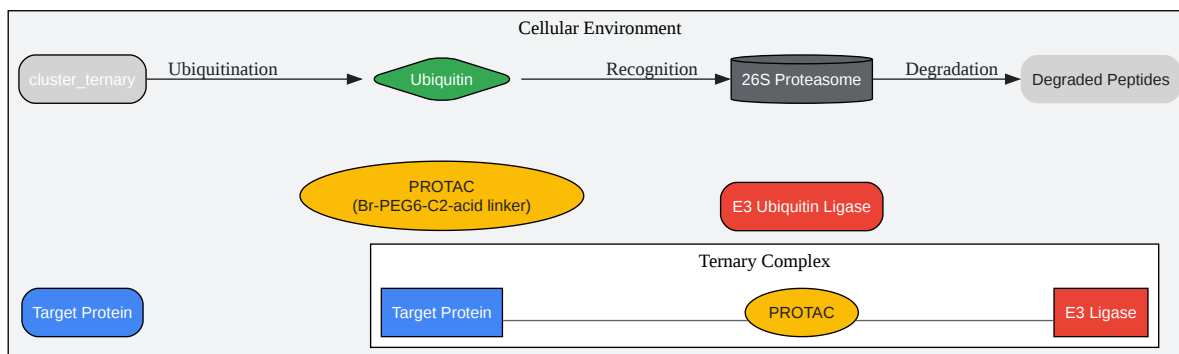 Cellular Environment
cluster_ternary
Ubiquitination
Ubiquitin
Recognition
26S Proteasome
Degradation
Degraded Peptides
PROTAC
(Br-PEG6-C2-acid linker)
E3 Ubiquitin Ligase
Ternary Complex
Target Protein
Target Protein
PROTAC
E3 Ligase